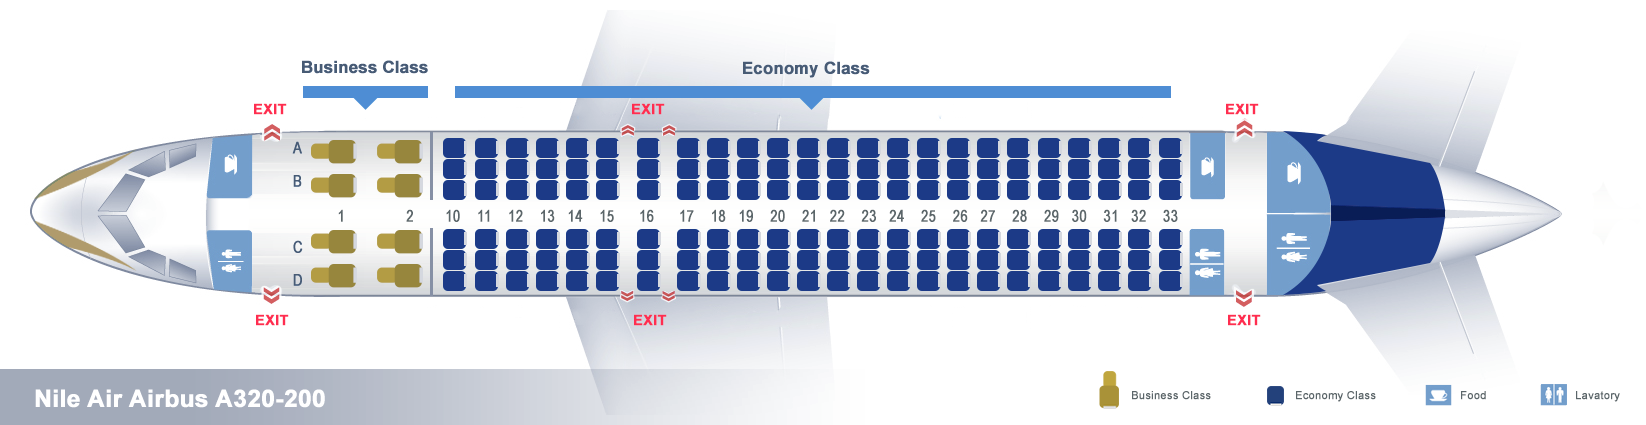 Business Class
Economy Class
EXIT EXIT EXIT
A
B
1 2 10 11 12 13 14 15 16 17 18 19 20 21 22 23 24 25 26 27 28 29 30 31 32 33
C
D
EXIT EXIT EXIT
Nile Air Airbus A320-200
Business Class Economy Class Food Lavatory